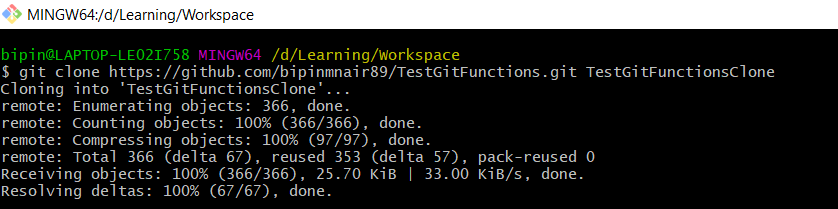 MINGW64:/d/Learning/Workspace
bipin@LAPTOP-LE02I758 MINGW64 /d/Learning/Workspace
$ git clone https://github.com/bipinmnair89/TestGitFunctions.git TestGitFunctionsClone
Cloning into 'TestGitFunctionsClone'...
remote: Enumerating objects: 366, done.
remote: Counting objects: 100% (366/366), done.
remote: Compressing objects: 100% (97/97), done.
remote: Total 366 (delta 67), reused 353 (delta 57), pack-reused 0
Receiving objects: 100% (366/366), 25.70 KiB | 33.00 KiB/s, done.
Resolving deltas: 100% (67/67), done.